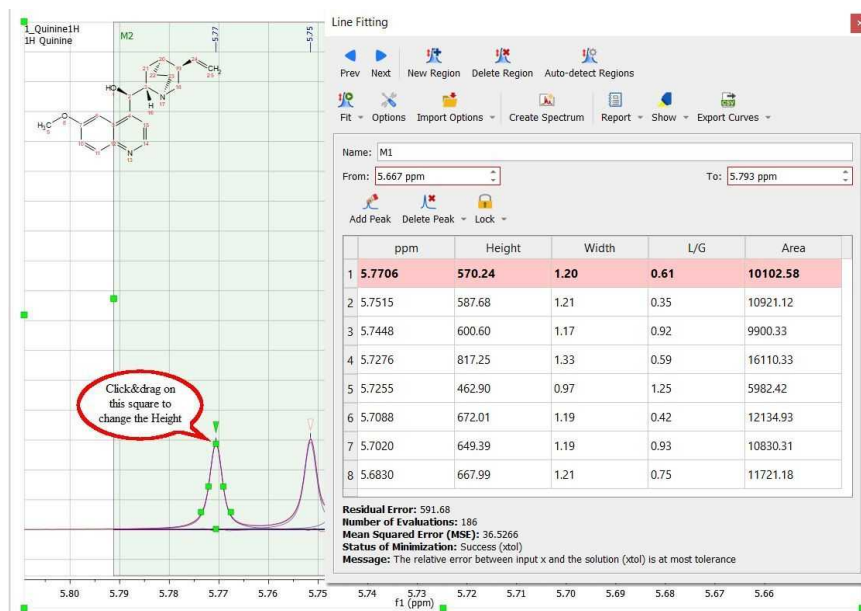 1_Quinine1H
1H Quinine
M2
5.77
5.75
HO
H
N
H₃C
O
CH₂
N
Click&drag on
this square to
change the Height
Line Fitting
Prev Next New Region Delete Region Auto-detect Regions
Fit Options Import Options Create Spectrum Report Show Export Curves
Name: M1
From: 5.667 ppm To: 5.793 ppm
Add Peak Delete Peak Lock
ppm Height Width L/G Area
1 5.7706 570.24 1.20 0.61 10102.58
2 5.7515 587.68 1.21 0.35 10921.12
3 5.7448 600.60 1.17 0.92 9900.33
4 5.7276 817.25 1.33 0.59 16110.33
5 5.7255 462.90 0.97 1.25 5982.42
6 5.7088 672.01 1.19 0.42 12134.93
7 5.7020 649.39 1.19 0.93 10830.31
8 5.6830 667.99 1.21 0.75 11721.18
Residual Error: 591.68
Number of Evaluations: 186
Mean Squared Error (MSE): 36.5266
Status of Minimization: Success (xtol)
Message: The relative error between input x and the solution (xtol) is at most tolerance
5.80 5.79 5.78 5.77 5.76 5.75 5.74 5.73 5.72 5.71 5.70 5.69 5.68 5.67 5.66
f1 (ppm)